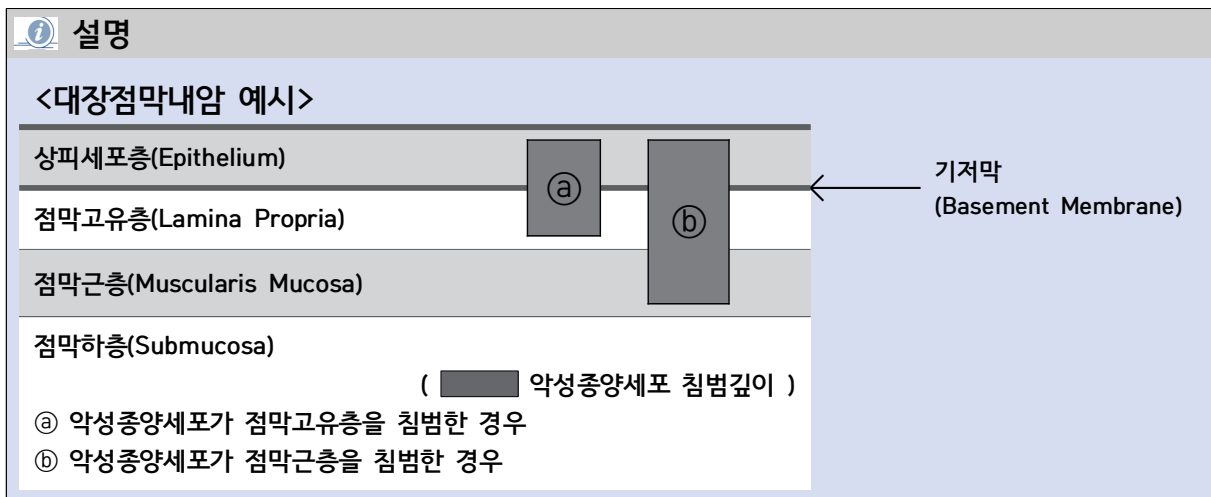 설명
<대장점막내암 예시>
상피세포층(Epithelium)
ⓐ
기저막
(Basement Membrane)
점막고유층(Lamina Propria)
ⓑ
점막근층(Muscularis Mucosa)
점막하층(Submucosa)
( 악성종양세포 침범깊이 )
ⓐ 악성종양세포가 점막고유층을 침범한 경우
ⓑ 악성종양세포가 점막근층을 침범한 경우